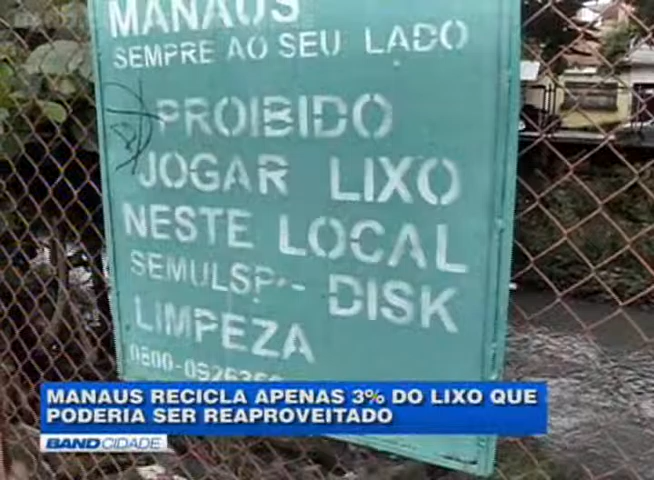 MANAUS
SEMPRE AO SEU LADO
PROIBIDO
JOGAR LIXO
NESTE LOCAL
SEMULSP - DISK
LIMPEZA
MANAUS RECICLA APENAS 3% DO LIXO QUE
PODERIA SER REAPROVEITADO
BAND CIDADE